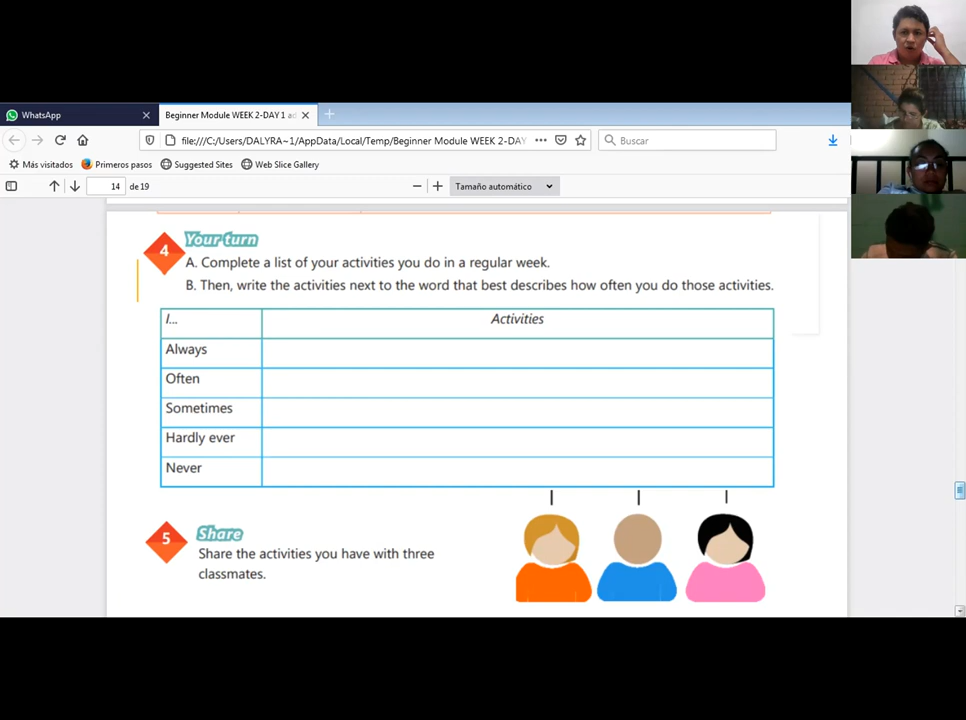 WhatsApp
Beginner Module WEEK 2-DAY 1 ad
file:///C:/Users/DALYRA~1/AppData/Local/Temp/Beginner Module WEEK 2-DAY
Buscar
Más visitados Primeros pasos Suggested Sites Web Slice Gallery
14 de 19 Tamaño automático
4 Your turn
A. Complete a list of your activities you do in a regular week.
B. Then, write the activities next to the word that best describes how often you do those activities.
I... Activities
Always
Often
Sometimes
Hardly ever
Never
5 Share
Share the activities you have with three
classmates.